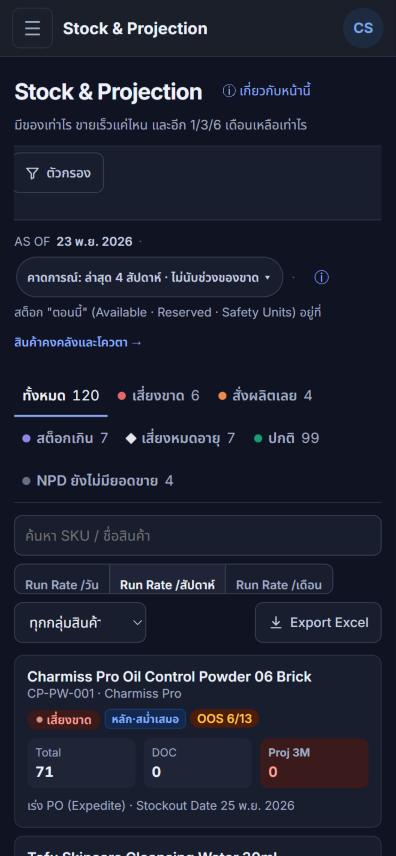 Stock & Projection
CS
Stock & Projection ⓘ เกี่ยวกับหน้านี้
มีของเท่าไร ขายเร็วแค่ไหน และอีก 1/3/6 เดือนเหลือเท่าไร
ตัวกรอง
AS OF 23 พ.ย. 2026 ·
คาดการณ์: ล่าสุด 4 สัปดาห์ · ไม่นับช่วงของขาด ▾ · ⓘ
สต็อก "ตอนนี้" (Available · Reserved · Safety Units) อยู่ที่
สินค้าคงคลังและโควตา →
ทั้งหมด 120 เสี่ยงขาด 6 สั่งผลิตเลย 4
สต็อกเกิน 7 เสี่ยงหมดอายุ 7 ปกติ 99
NPD ยังไม่มียอดขาย 4
ค้นหา SKU / ชื่อสินค้า
Run Rate /วัน Run Rate /สัปดาห์ Run Rate /เดือน
ทุกกลุ่มสินค้า Export Excel
Charmiss Pro Oil Control Powder 06 Brick
CP-PW-001 · Charmiss Pro
เสี่ยงขาด หลัก·สม่ำเสมอ OOS 6/13
Total DOC Proj 3M
71 0 0
เร่ง PO (Expedite) · Stockout Date 25 พ.ย. 2026